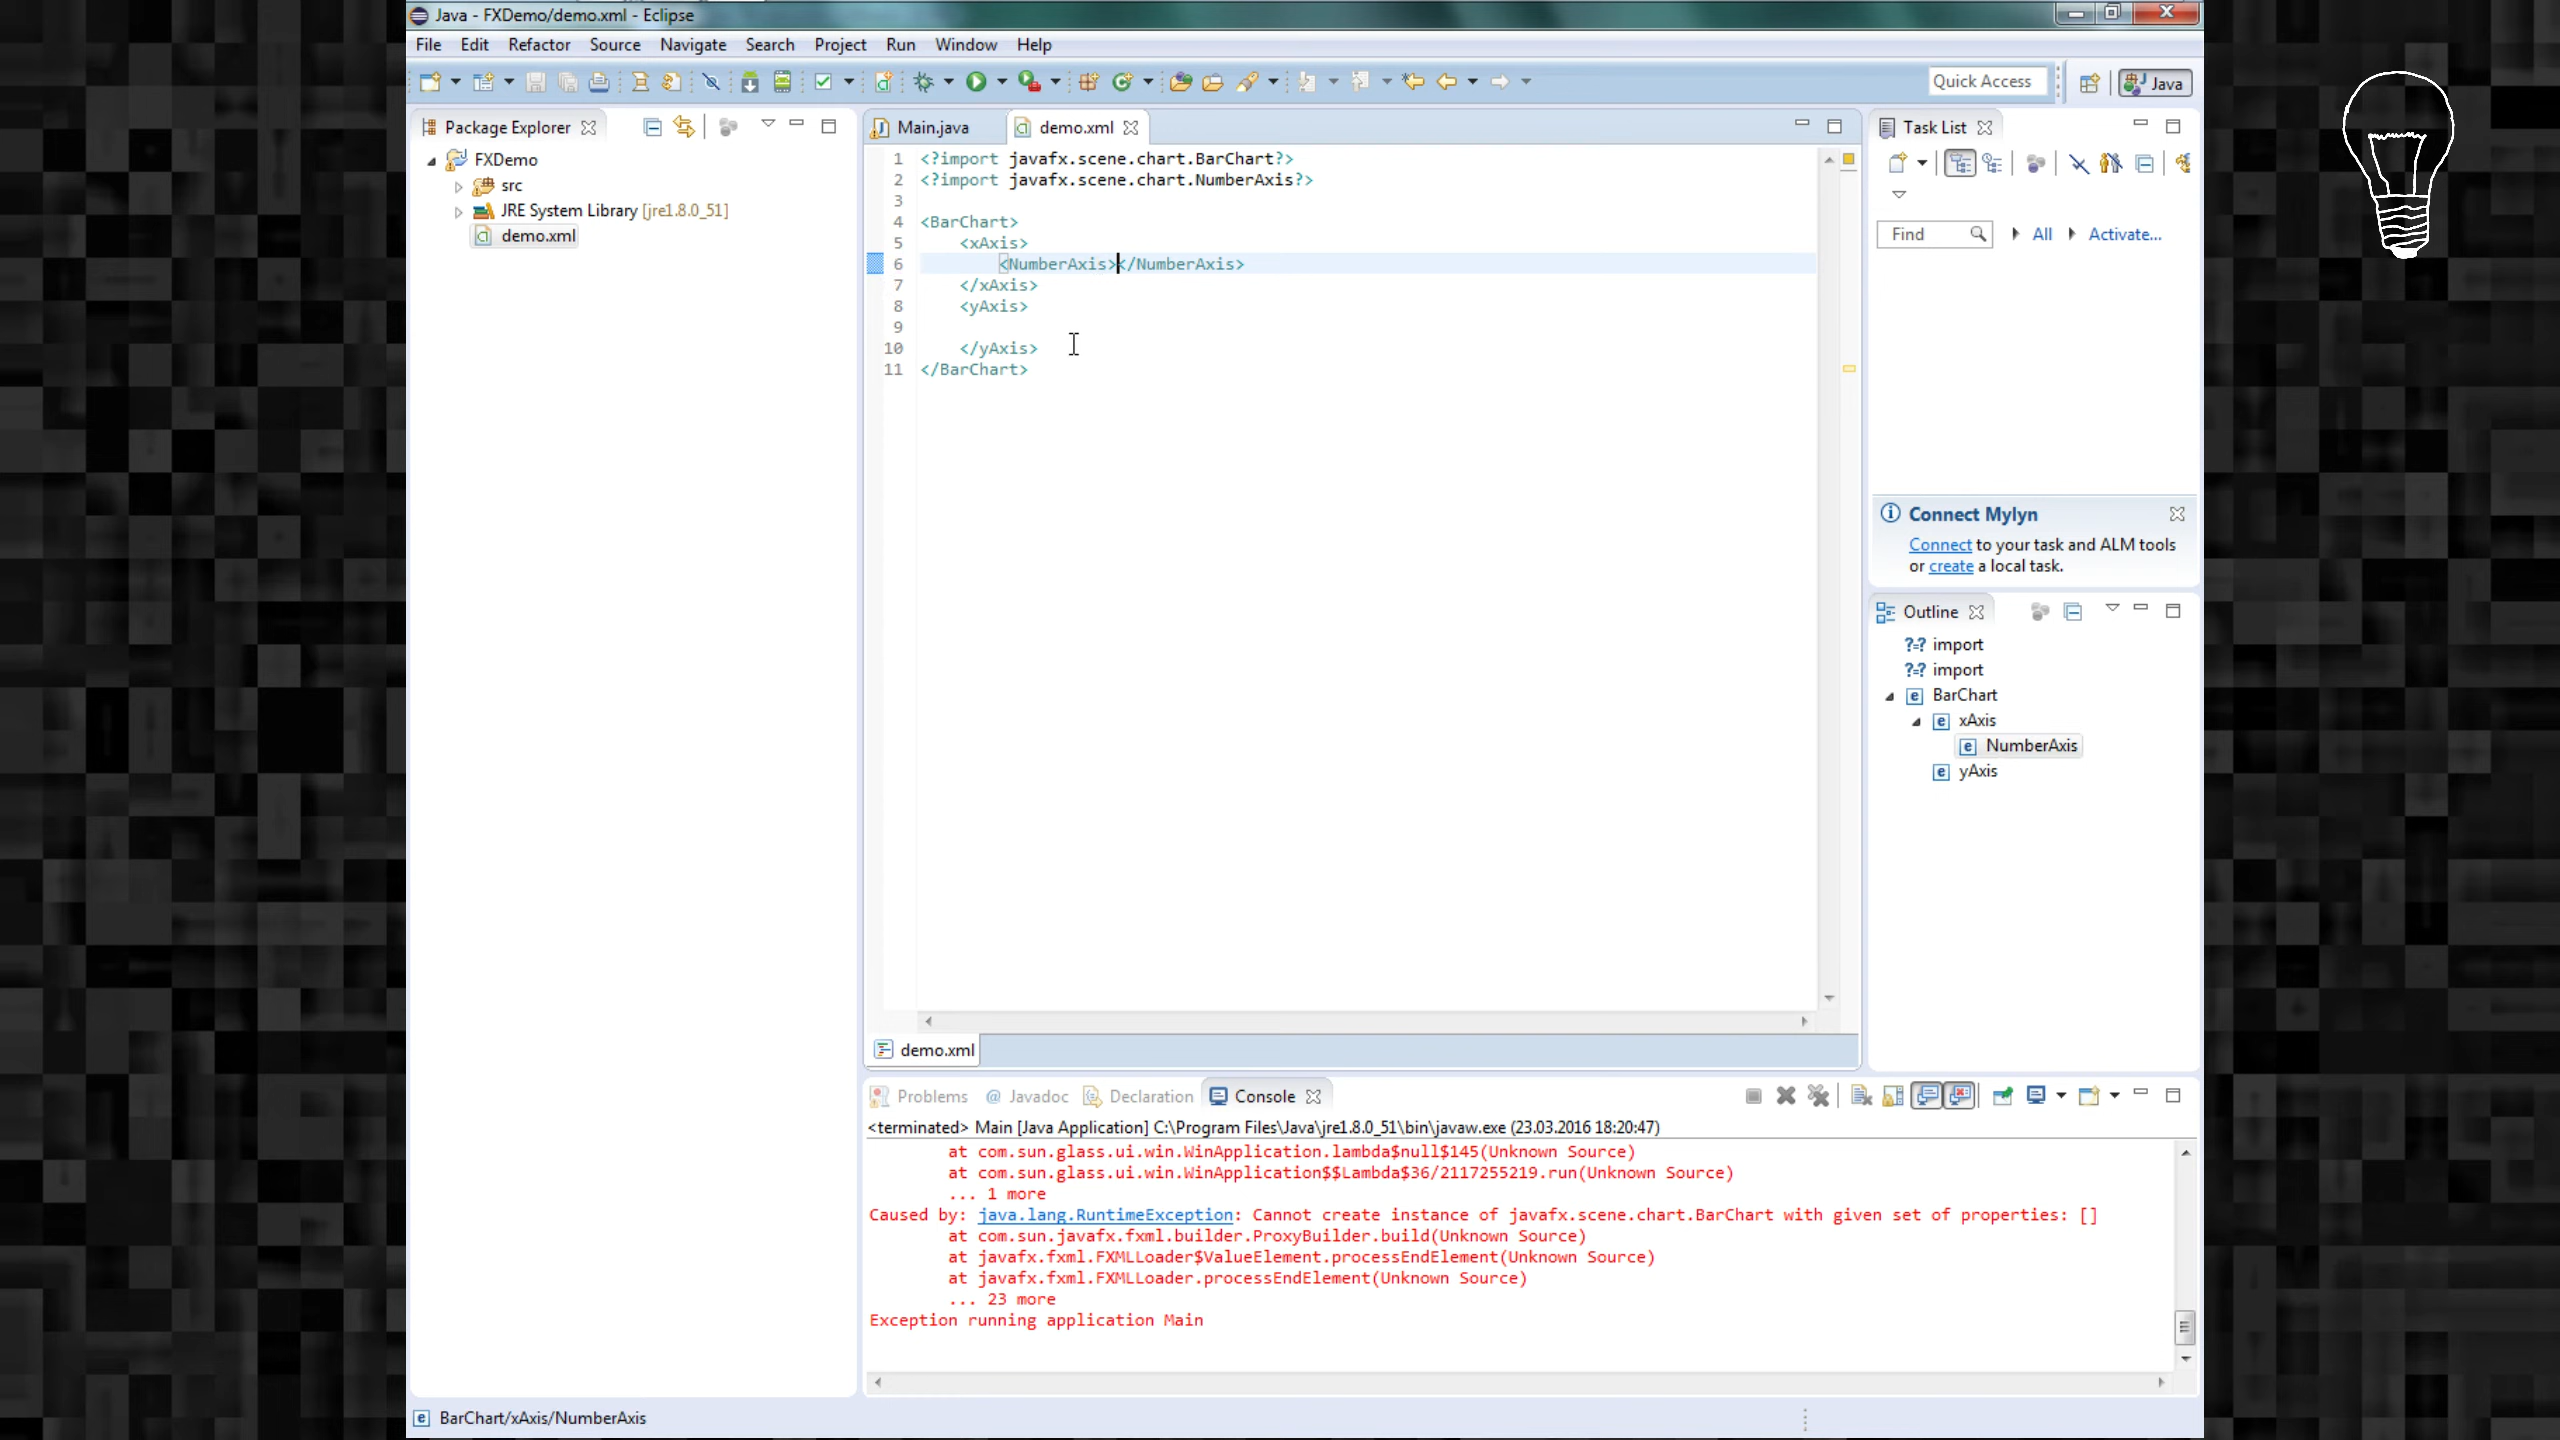 Java - FXDemo/demo.xml - Eclipse
File Edit Refactor Source Navigate Search Project Run Window Help
Quick Access
Java
Package Explorer
FXDemo
src
JRE System Library [jre1.8.0_51]
demo.xml
Main.java
demo.xml
1 <?import javafx.scene.chart.BarChart?>
2 <?import javafx.scene.chart.NumberAxis?>
3
4 <BarChart>
5 <xAxis>
6 <NumberAxis></NumberAxis>
7 </xAxis>
8 <yAxis>
9
10 </yAxis>
11 </BarChart>
demo.xml
Task List
Find
All
Activate...
Connect Mylyn
Connect to your task and ALM tools
or create a local task.
Outline
?-? import
?-? import
e BarChart
e xAxis
e NumberAxis
e yAxis
Problems @ Javadoc Declaration Console
<terminated> Main [Java Application] C:\Program Files\Java\jre1.8.0_51\bin\javaw.exe (23.03.2016 18:20:47)
at com.sun.glass.ui.win.WinApplication.lambda$null$145(Unknown Source)
at com.sun.glass.ui.win.WinApplication$$Lambda$36/2117255219.run(Unknown Source)
... 1 more
Caused by: java.lang.RuntimeException: Cannot create instance of javafx.scene.chart.BarChart with given set of properties: []
at com.sun.javafx.fxml.builder.ProxyBuilder.build(Unknown Source)
at javafx.fxml.FXMLLoader$ValueElement.processEndElement(Unknown Source)
at javafx.fxml.FXMLLoader.processEndElement(Unknown Source)
... 23 more
Exception running application Main
e BarChart/xAxis/NumberAxis